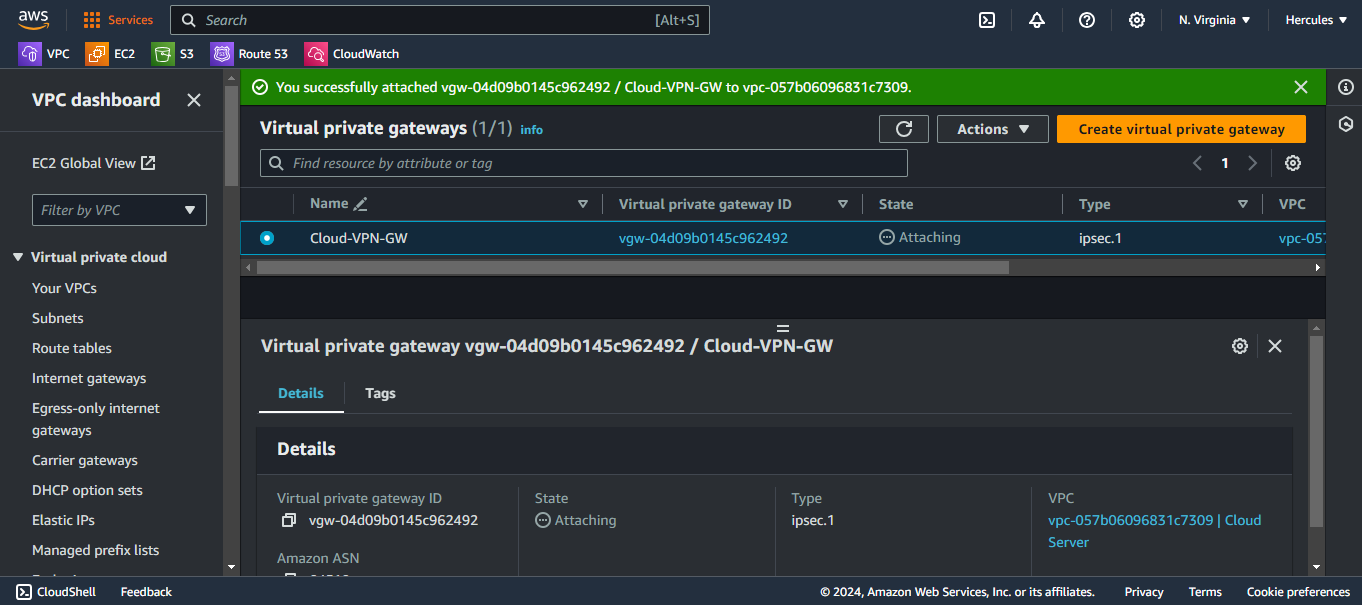 aws
Services
Search
[Alt+S]
N. Virginia
Hercules
VPC
EC2
S3
Route 53
CloudWatch
VPC dashboard
EC2 Global View
Filter by VPC
Virtual private cloud
Your VPCs
Subnets
Route tables
Internet gateways
Egress-only internet
gateways
Carrier gateways
DHCP option sets
Elastic IPs
Managed prefix lists
You successfully attached vgw-04d09b0145c962492 / Cloud-VPN-GW to vpc-057b06096831c7309.
Virtual private gateways (1/1) info
Actions
Create virtual private gateway
Find resource by attribute or tag
1
Name
Virtual private gateway ID
State
Type
VPC
Cloud-VPN-GW
vgw-04d09b0145c962492
Attaching
ipsec.1
vpc-057
Virtual private gateway vgw-04d09b0145c962492 / Cloud-VPN-GW
Details
Tags
Details
Virtual private gateway ID
vgw-04d09b0145c962492
State
Attaching
Type
ipsec.1
VPC
vpc-057b06096831c7309 | Cloud
Server
Amazon ASN
CloudShell
Feedback
© 2024, Amazon Web Services, Inc. or its affiliates.
Privacy
Terms
Cookie preferences